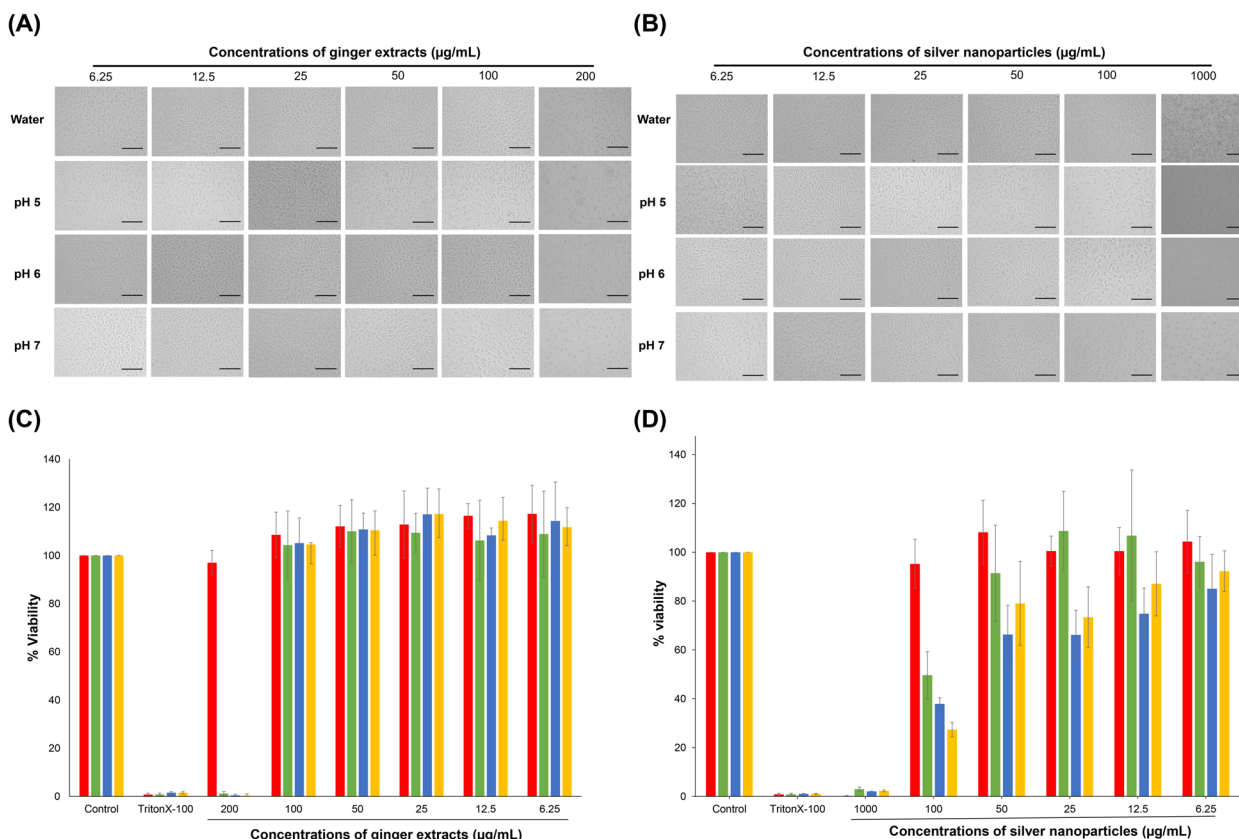 (A)
Concentrations of ginger extracts (µg/mL)
6.25 12.5 25 50 100 200
Water
pH 5
pH 6
pH 7
(B)
Concentrations of silver nanoparticles (µg/mL)
6.25 12.5 25 50 100 1000
Water
pH 5
pH 6
pH 7
(C)
% Viability
140
120
100
80
60
40
20
0
Control TritonX-100 200 100 50 25 12.5 6.25
Concentrations of ginger extracts (µg/mL)
(D)
% viability
140
120
100
80
60
40
20
0
Control TritonX-100 1000 100 50 25 12.5 6.25
Concentrations of silver nanoparticles (µg/mL)